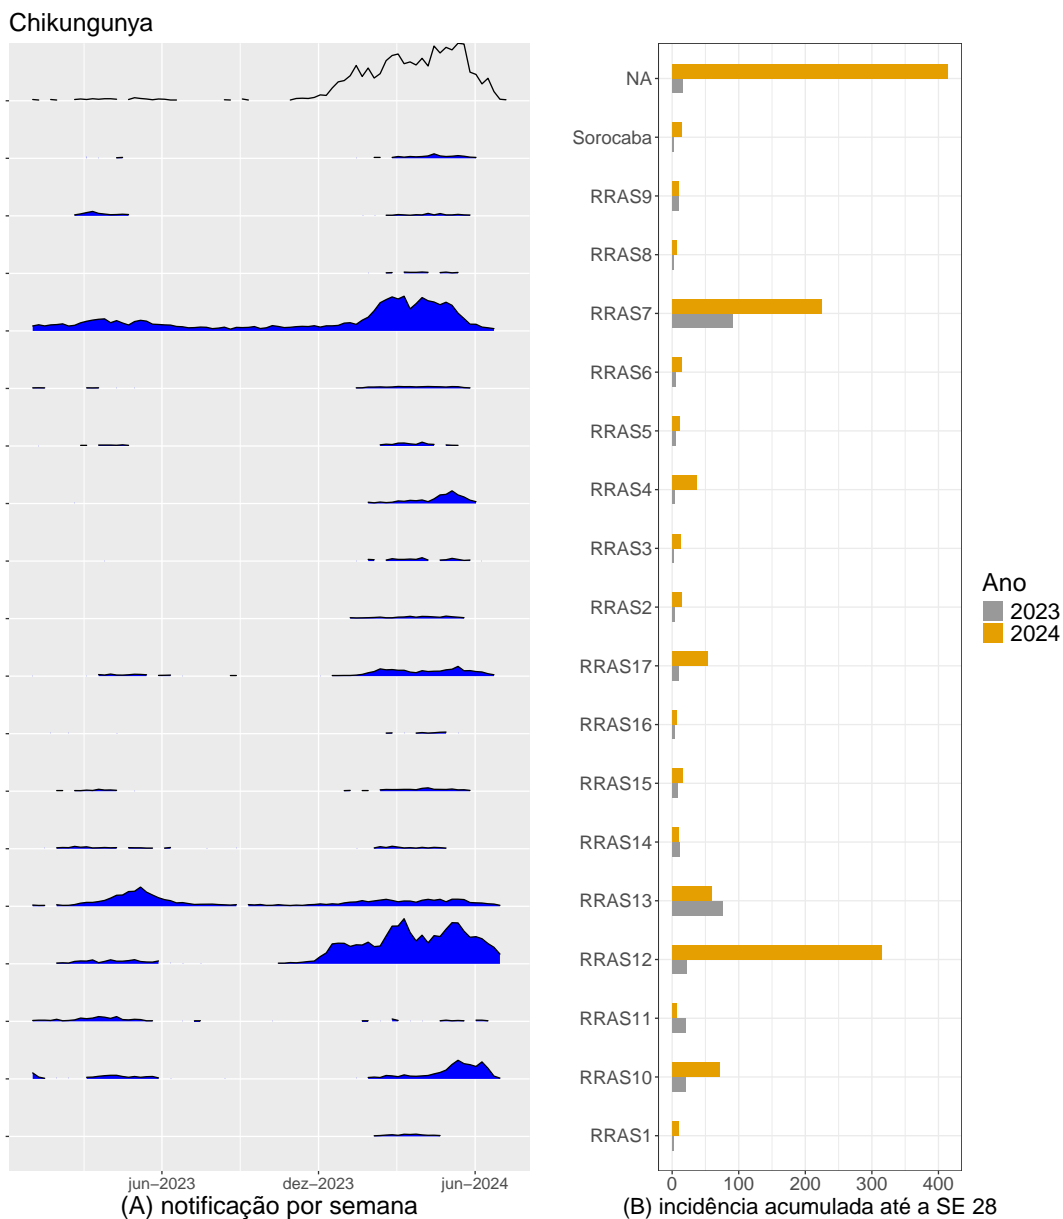 Chikungunya
jun–2023
dez–2023
jun–2024
(A) notificação por semana
NA
Sorocaba
RRAS9
RRAS8
RRAS7
RRAS6
RRAS5
RRAS4
RRAS3
RRAS2
RRAS17
RRAS16
RRAS15
RRAS14
RRAS13
RRAS12
RRAS11
RRAS10
RRAS1
0 100 200 300 400
(B) incidência acumulada até a SE 28
Ano
2023
2024